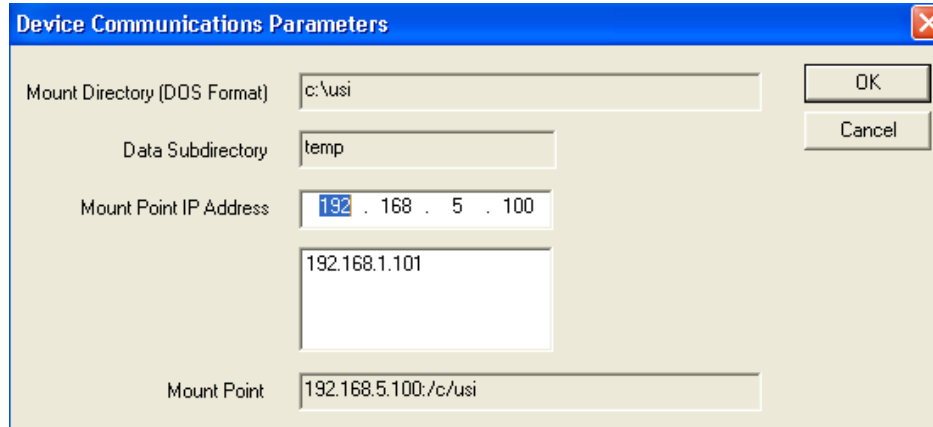 Device Communications Parameters
Mount Directory (DOS Format) c:\usi OK
Data Subdirectory temp Cancel
Mount Point IP Address 192 . 168 . 5 . 100
192.168.1.101
Mount Point 192.168.5.100:/c/usi